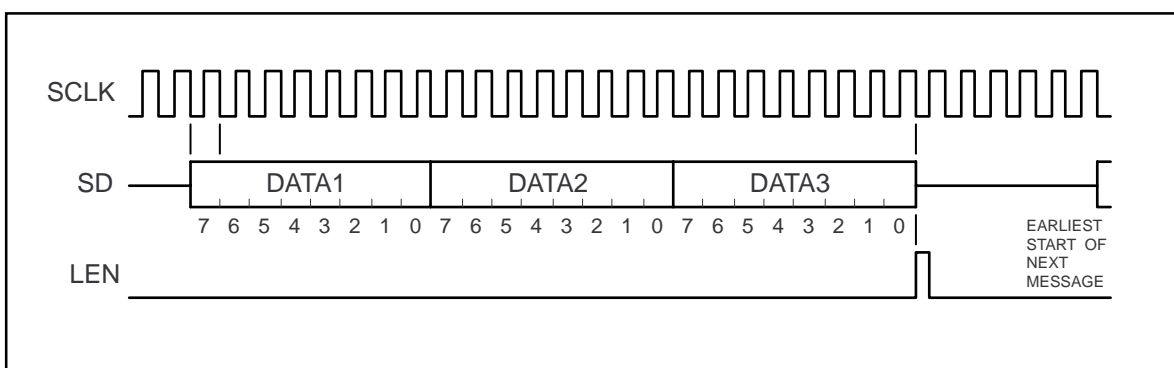 SCLK
SD
DATA1 DATA2 DATA3
7 6 5 4 3 2 1 0 7 6 5 4 3 2 1 0 7 6 5 4 3 2 1 0
EARLIEST
START OF
NEXT
MESSAGE
LEN